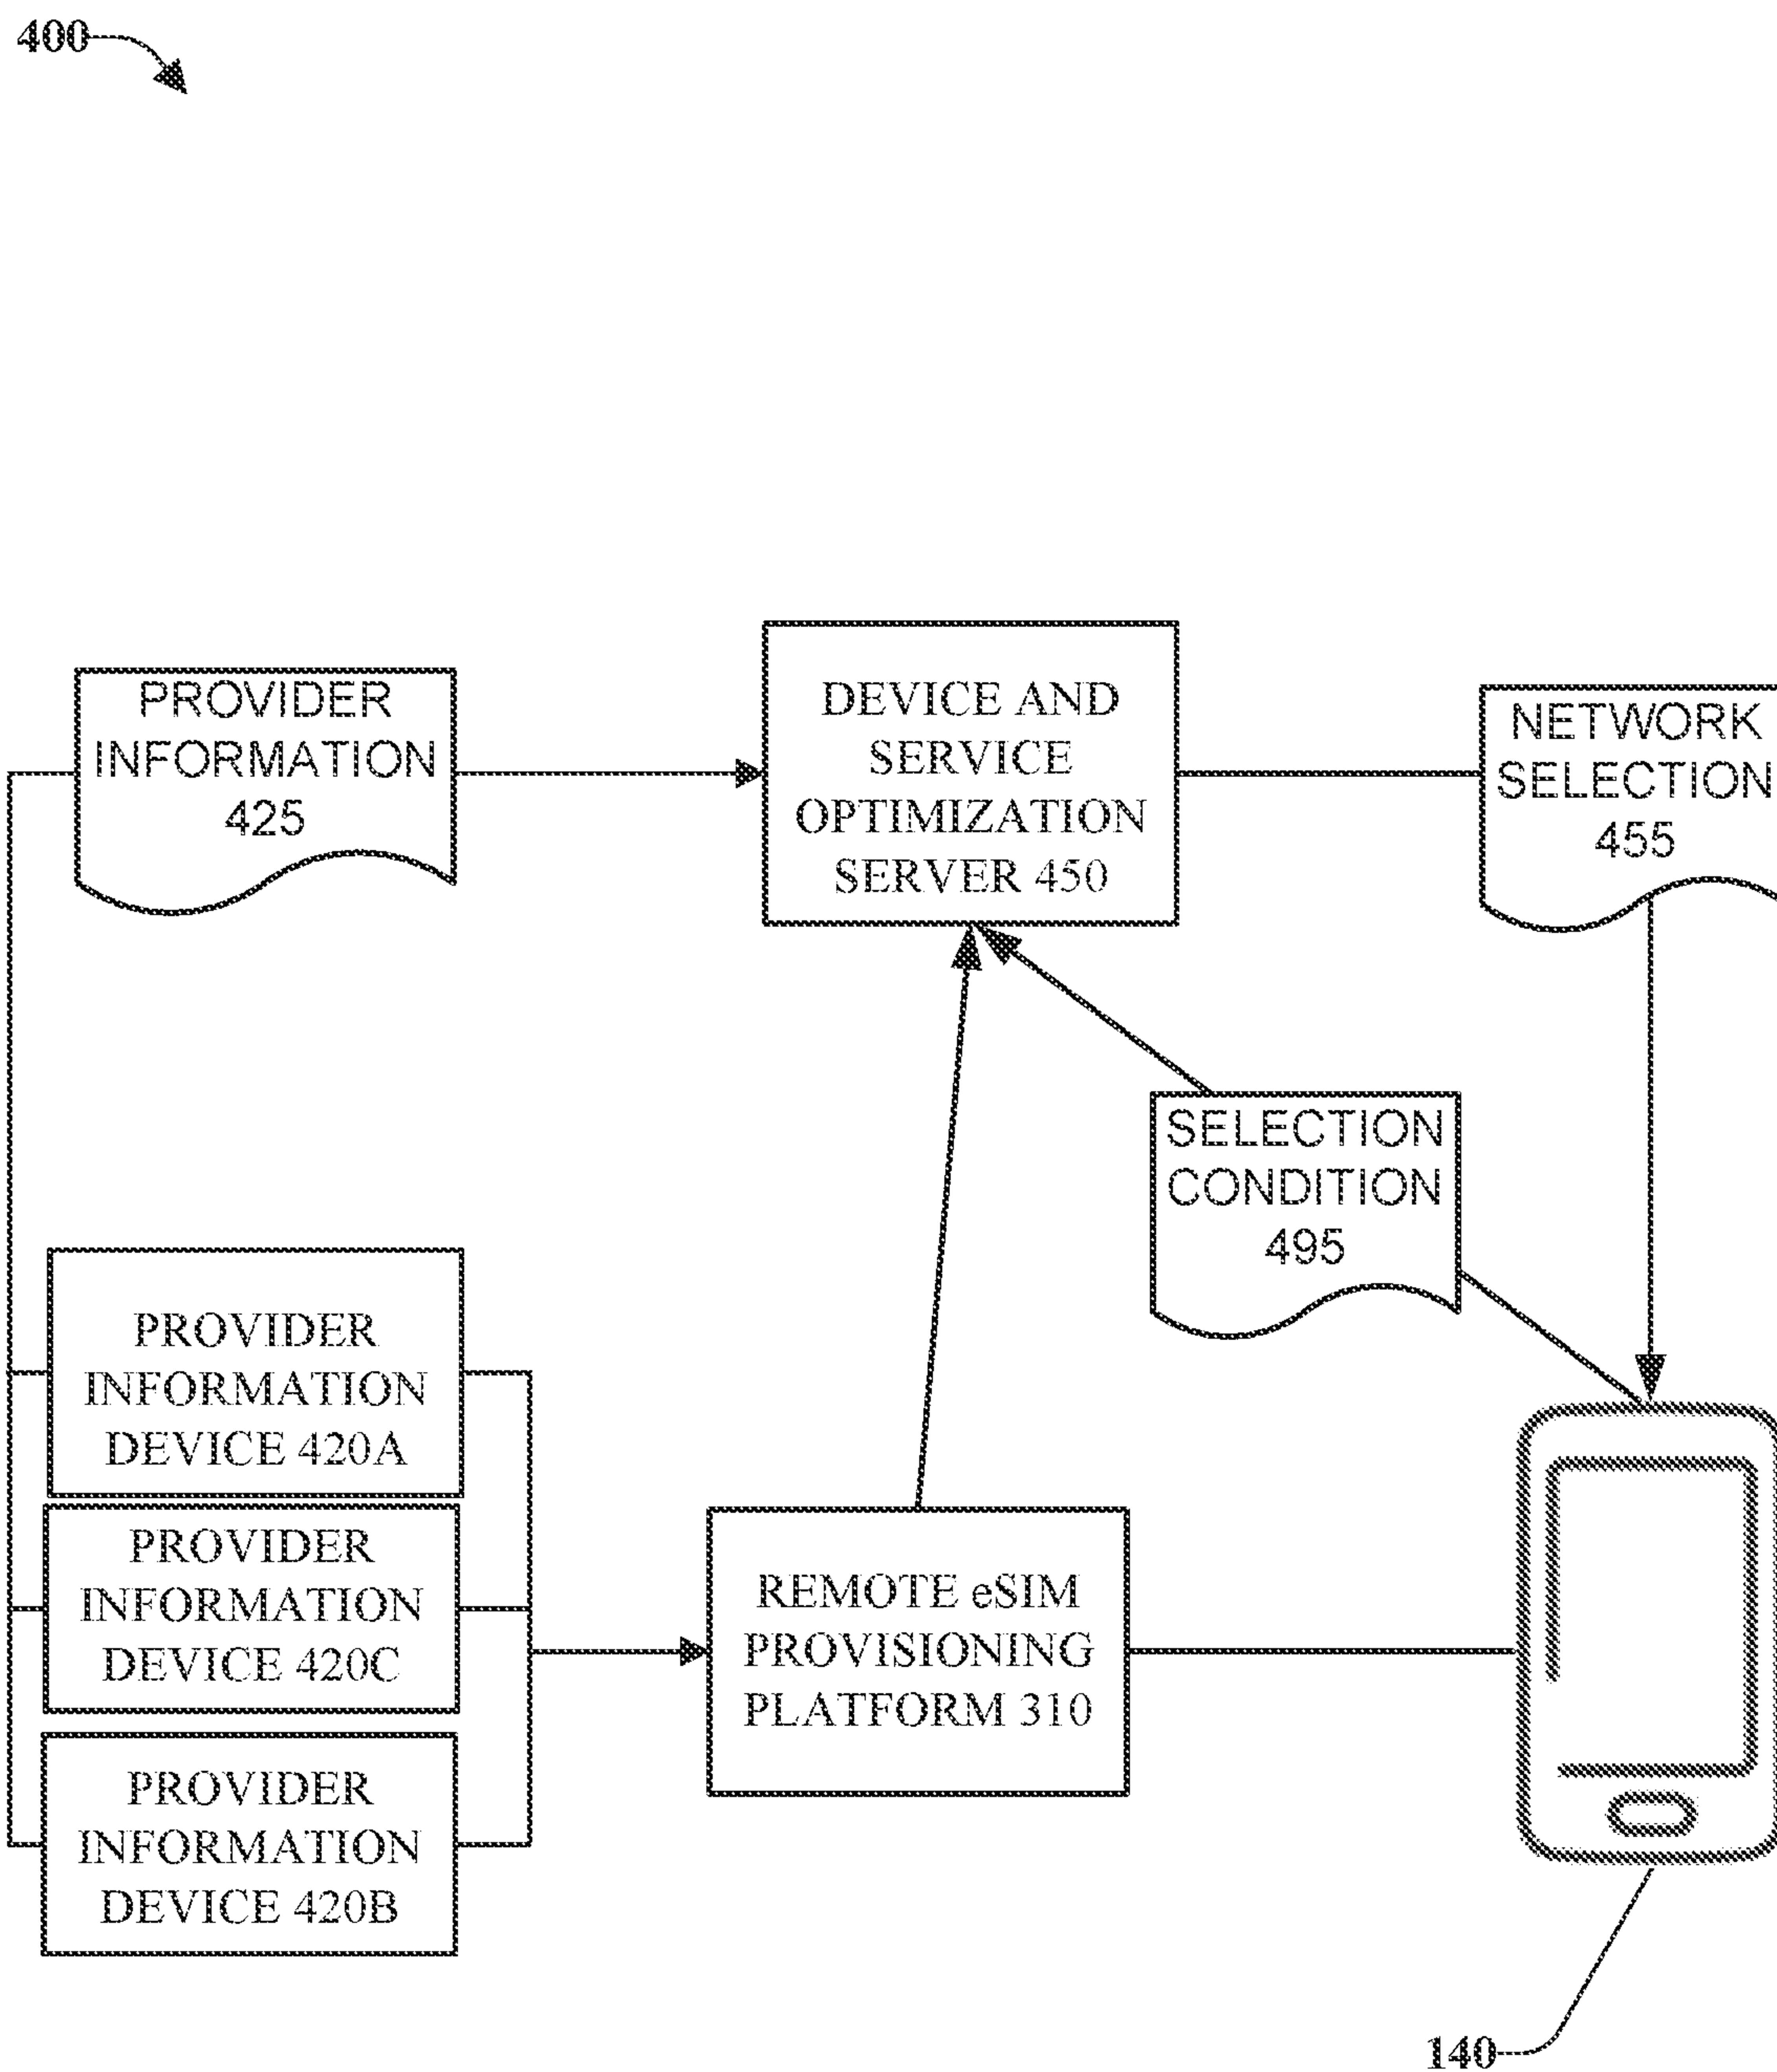 400
PROVIDER
INFORMATION
425
DEVICE AND
SERVICE
OPTIMIZATION
SERVER 450
NETWORK
SELECTION
455
SELECTION
CONDITION
495
PROVIDER
INFORMATION
DEVICE 420A
PROVIDER
INFORMATION
DEVICE 420C
PROVIDER
INFORMATION
DEVICE 420B
REMOTE eSIM
PROVISIONING
PLATFORM 310
140